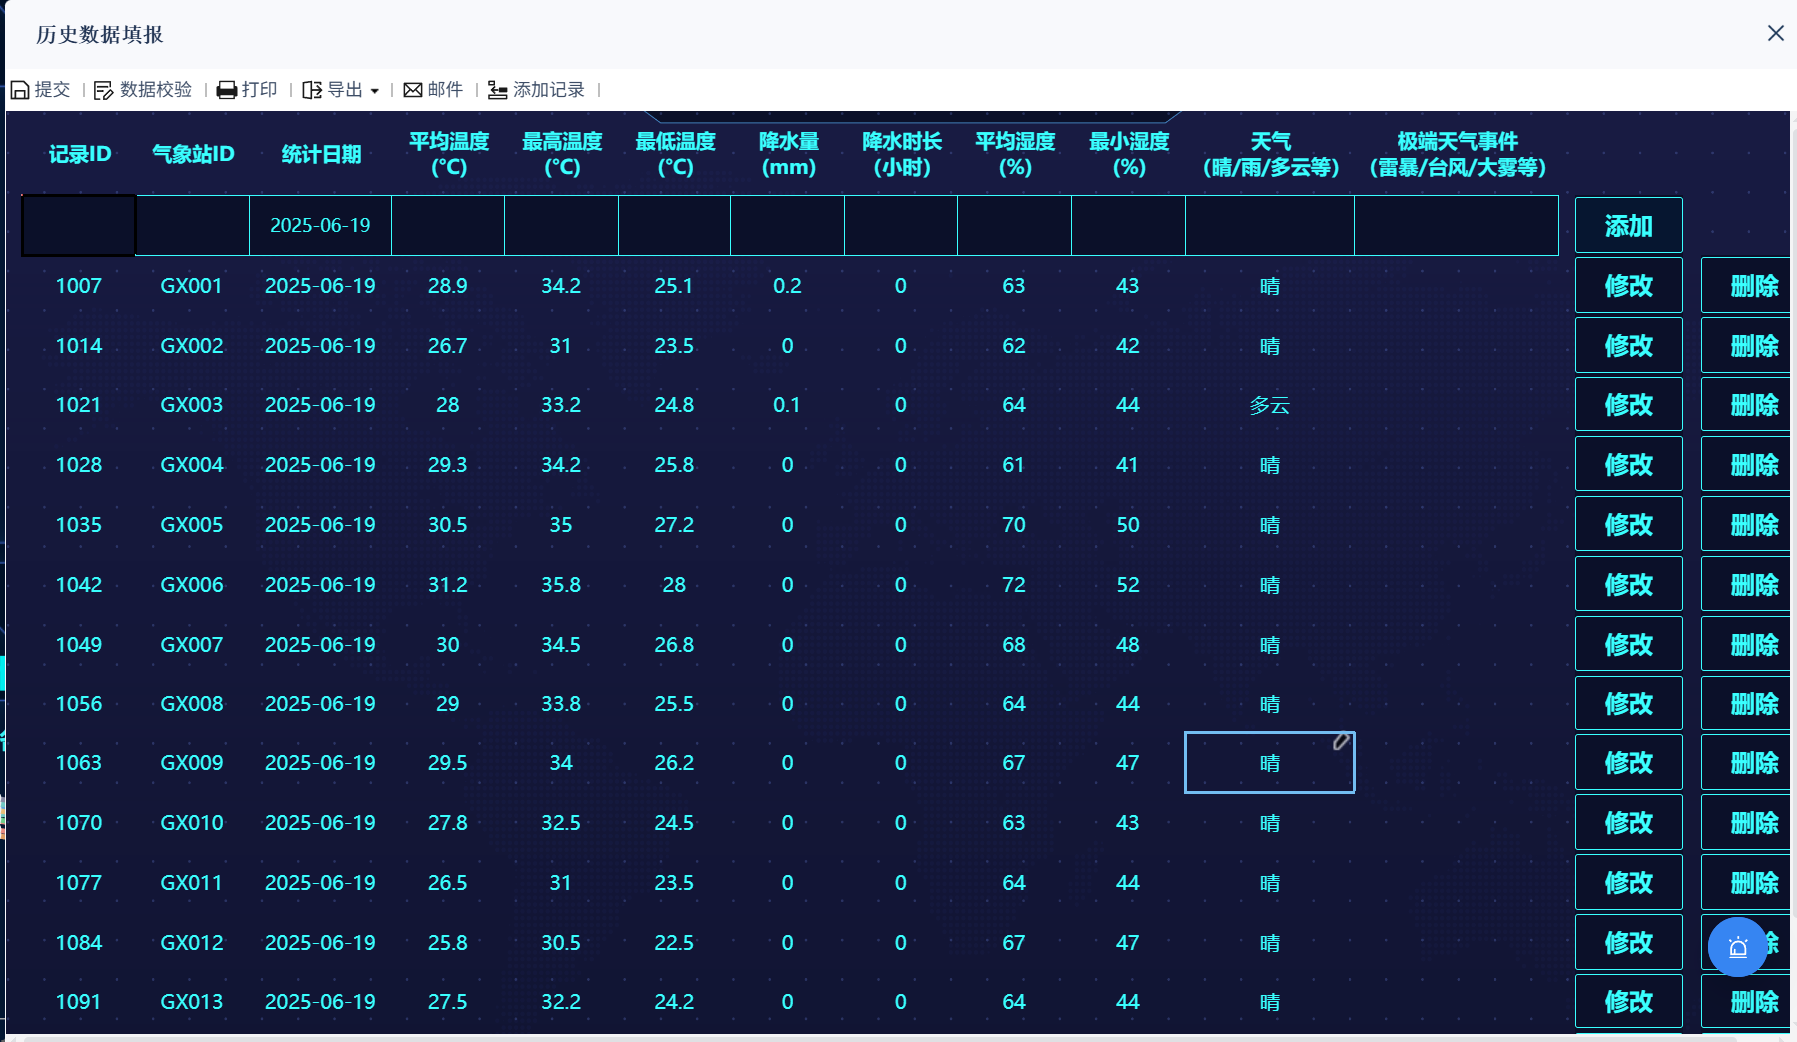 历史数据填报
提交 数据校验 打印 导出 邮件 添加记录
记录ID 气象站ID 统计日期 平均温度(°C) 最高温度(°C) 最低温度(°C) 降水量(mm) 降水时长(小时) 平均湿度(%) 最小湿度(%) 天气(晴/雨/多云等) 极端天气事件(雷暴/台风/大雾等)
2025-06-19 添加
1007 GX001 2025-06-19 28.9 34.2 25.1 0.2 0 63 43 晴 修改 删除
1014 GX002 2025-06-19 26.7 31 23.5 0 0 62 42 晴 修改 删除
1021 GX003 2025-06-19 28 33.2 24.8 0.1 0 64 44 多云 修改 删除
1028 GX004 2025-06-19 29.3 34.2 25.8 0 0 61 41 晴 修改 删除
1035 GX005 2025-06-19 30.5 35 27.2 0 0 70 50 晴 修改 删除
1042 GX006 2025-06-19 31.2 35.8 28 0 0 72 52 晴 修改 删除
1049 GX007 2025-06-19 30 34.5 26.8 0 0 68 48 晴 修改 删除
1056 GX008 2025-06-19 29 33.8 25.5 0 0 64 44 晴 修改 删除
1063 GX009 2025-06-19 29.5 34 26.2 0 0 67 47 晴 修改 删除
1070 GX010 2025-06-19 27.8 32.5 24.5 0 0 63 43 晴 修改 删除
1077 GX011 2025-06-19 26.5 31 23.5 0 0 64 44 晴 修改 删除
1084 GX012 2025-06-19 25.8 30.5 22.5 0 0 67 47 晴 修改
1091 GX013 2025-06-19 27.5 32.2 24.2 0 0 64 44 晴 修改 删除